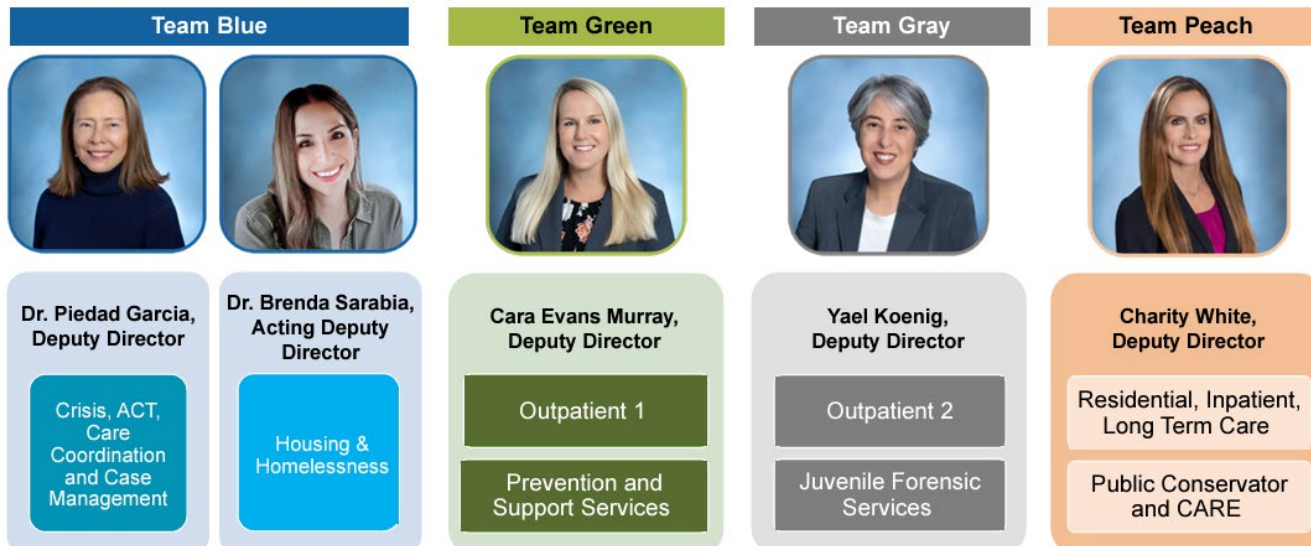 Team Blue
Team Green
Team Gray
Team Peach
Dr. Piedad Garcia,
Deputy Director
Crisis, ACT,
Care
Coordination
and Case
Management
Dr. Brenda Sarabia,
Acting Deputy
Director
Housing &
Homelessness
Cara Evans Murray,
Deputy Director
Outpatient 1
Prevention and
Support Services
Yael Koenig,
Deputy Director
Outpatient 2
Juvenile Forensic
Services
Charity White,
Deputy Director
Residential, Inpatient,
Long Term Care
Public Conservator
and CARE